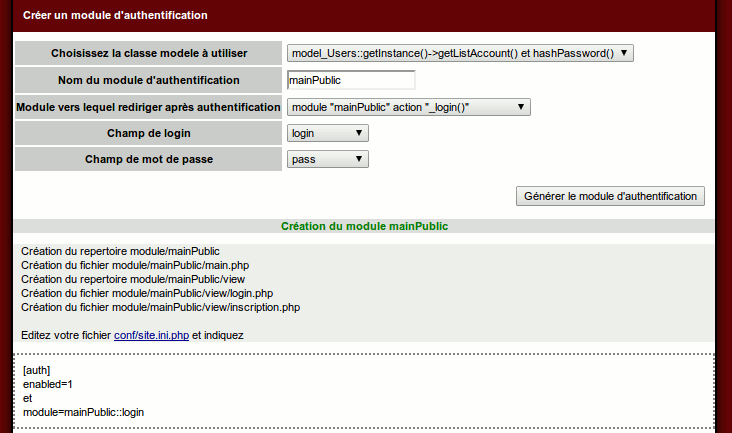 Créer un module d'authentification
Choisissez la classe modele à utiliser model_Users::getInstance()->getListAccount() et hashPassword()
Nom du module d'authentification mainPublic
Module vers lequel rediriger après authentification module "mainPublic" action "_login()"
Champ de login login
Champ de mot de passe pass
Générer le module d'authentification
Création du module mainPublic
Création du repertoire module/mainPublic
Création du fichier module/mainPublic/main.php
Création du repertoire module/mainPublic/view
Création du fichier module/mainPublic/view/login.php
Création du fichier module/mainPublic/view/inscription.php
Editez votre fichier conf/site.ini.php et indiquez
[auth]
enabled=1
et
module=mainPublic::login